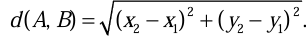 d(A, B) = √((x₂ − x₁)² + (y₂ − y₁)²).